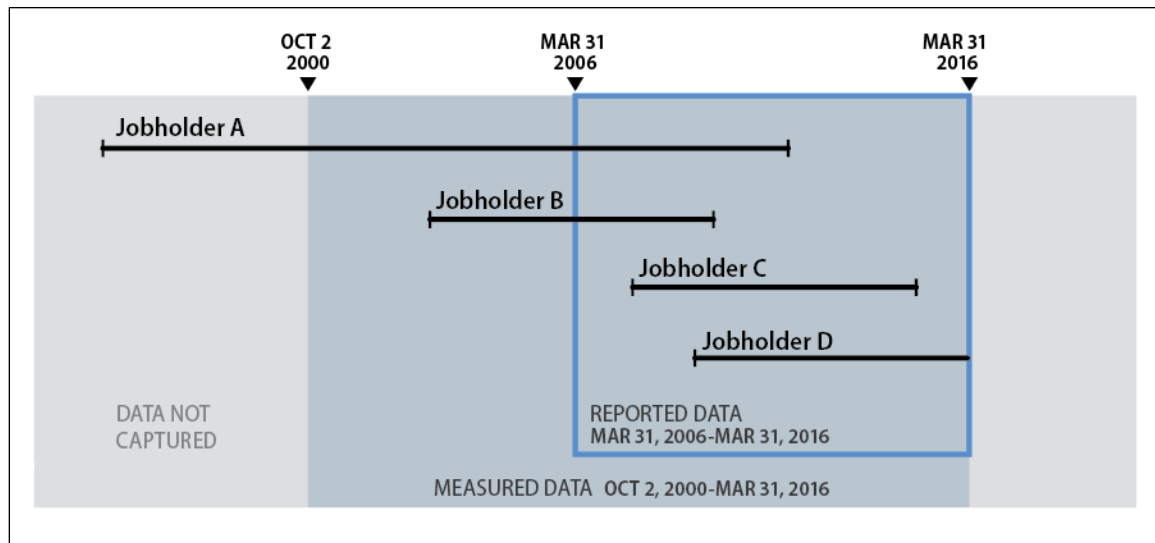 OCT 2
2000
MAR 31
2006
MAR 31
2016
Jobholder A
Jobholder B
Jobholder C
Jobholder D
DATA NOT
CAPTURED
REPORTED DATA
MAR 31, 2006-MAR 31, 2016
MEASURED DATA OCT 2, 2000-MAR 31, 2016